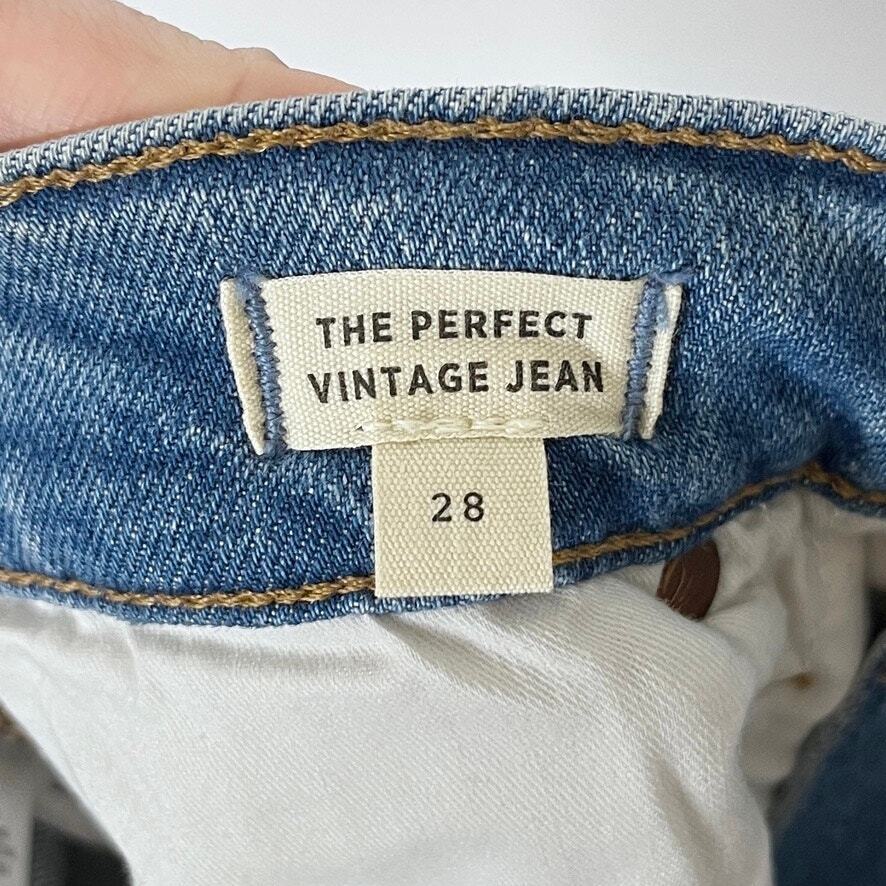 THE PERFECT
VINTAGE JEAN
28